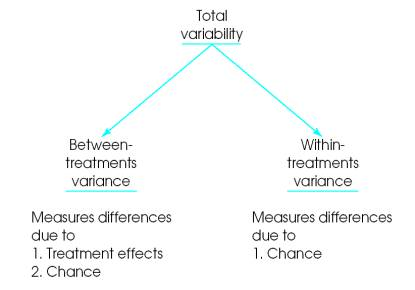 Total
variability
Between-
treatments
variance
Measures differences
due to
1. Treatment effects
2. Chance
Within-
treatments
variance
Measures differences
due to
1. Chance